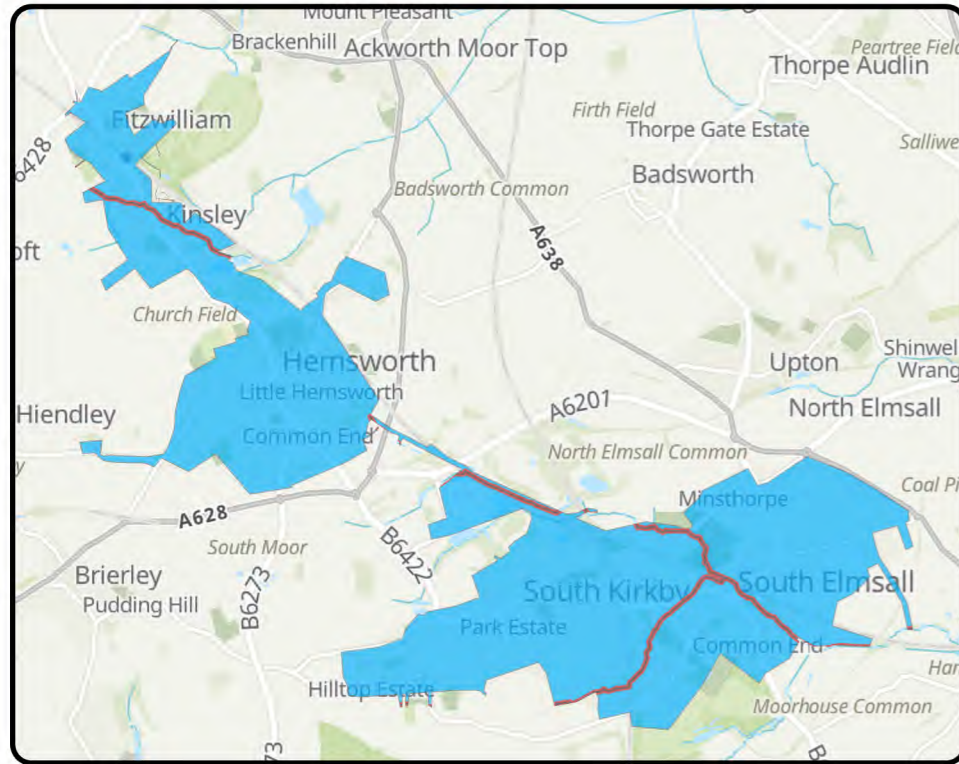 Mount Pleasant
Brackenhill
Ackworth Moor Top
Peartree Field
Thorpe Audlin
Fitzwilliam
Firth Field
Thorpe Gate Estate
Salliwe
6428
Badsworth Common
Badsworth
Kinsley
oft
A638
Church Field
Hemsworth
Upton
Shinwel
Wrang
Little Hemsworth
A6201
North Elmsall
Hiendley
Common End
North Elmsall Common
y
Coal Pi
Minsthorpe
A628
South Moor
B6422
Brierley
South Kirkby
South Elmsall
Pudding Hill
B6273
Park Estate
Common End
Har
Hilltop Estate
Moorhouse Common
73
B